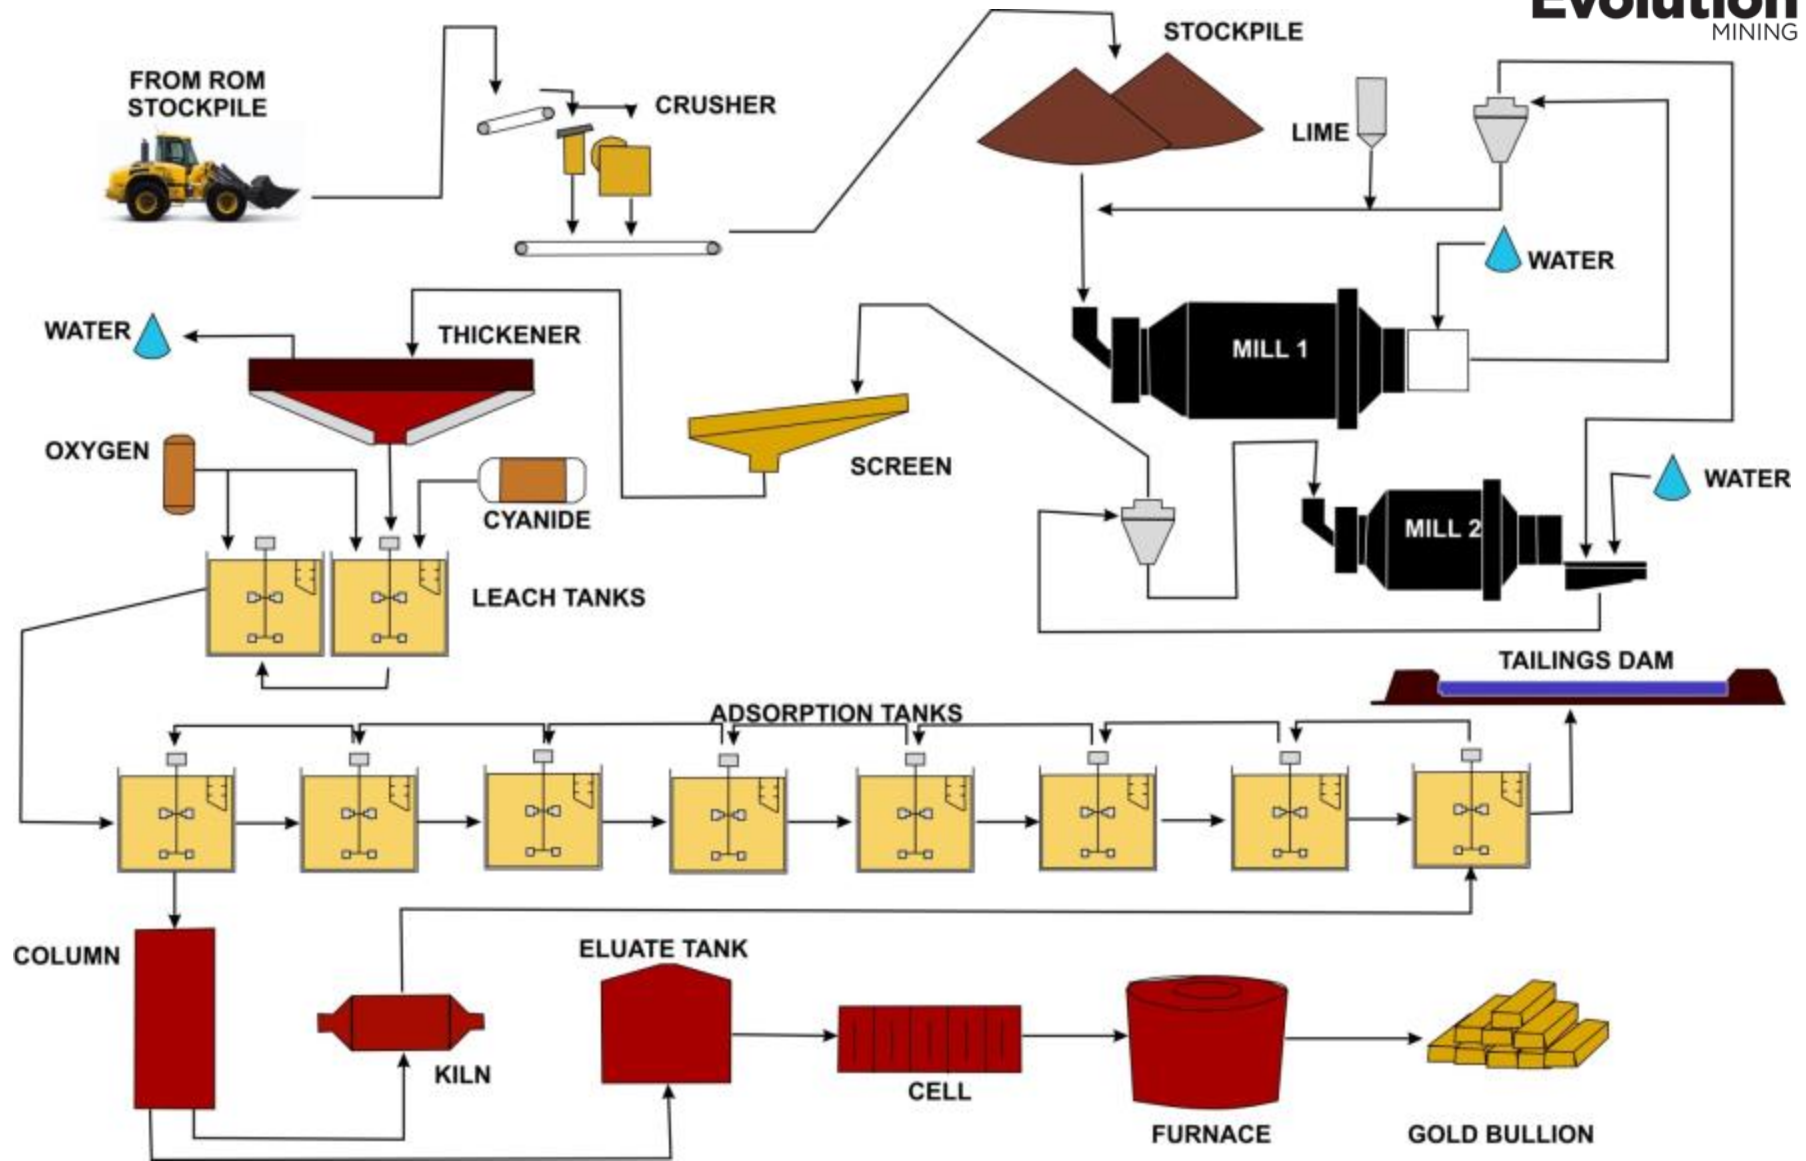 Evolution
MINING
FROM ROM
STOCKPILE
CRUSHER
STOCKPILE
LIME
WATER
MILL 1
WATER
THICKENER
OXYGEN
CYANIDE
SCREEN
MILL 2
WATER
LEACH TANKS
TAILINGS DAM
ADSORPTION TANKS
COLUMN
KILN
ELUATE TANK
CELL
FURNACE
GOLD BULLION